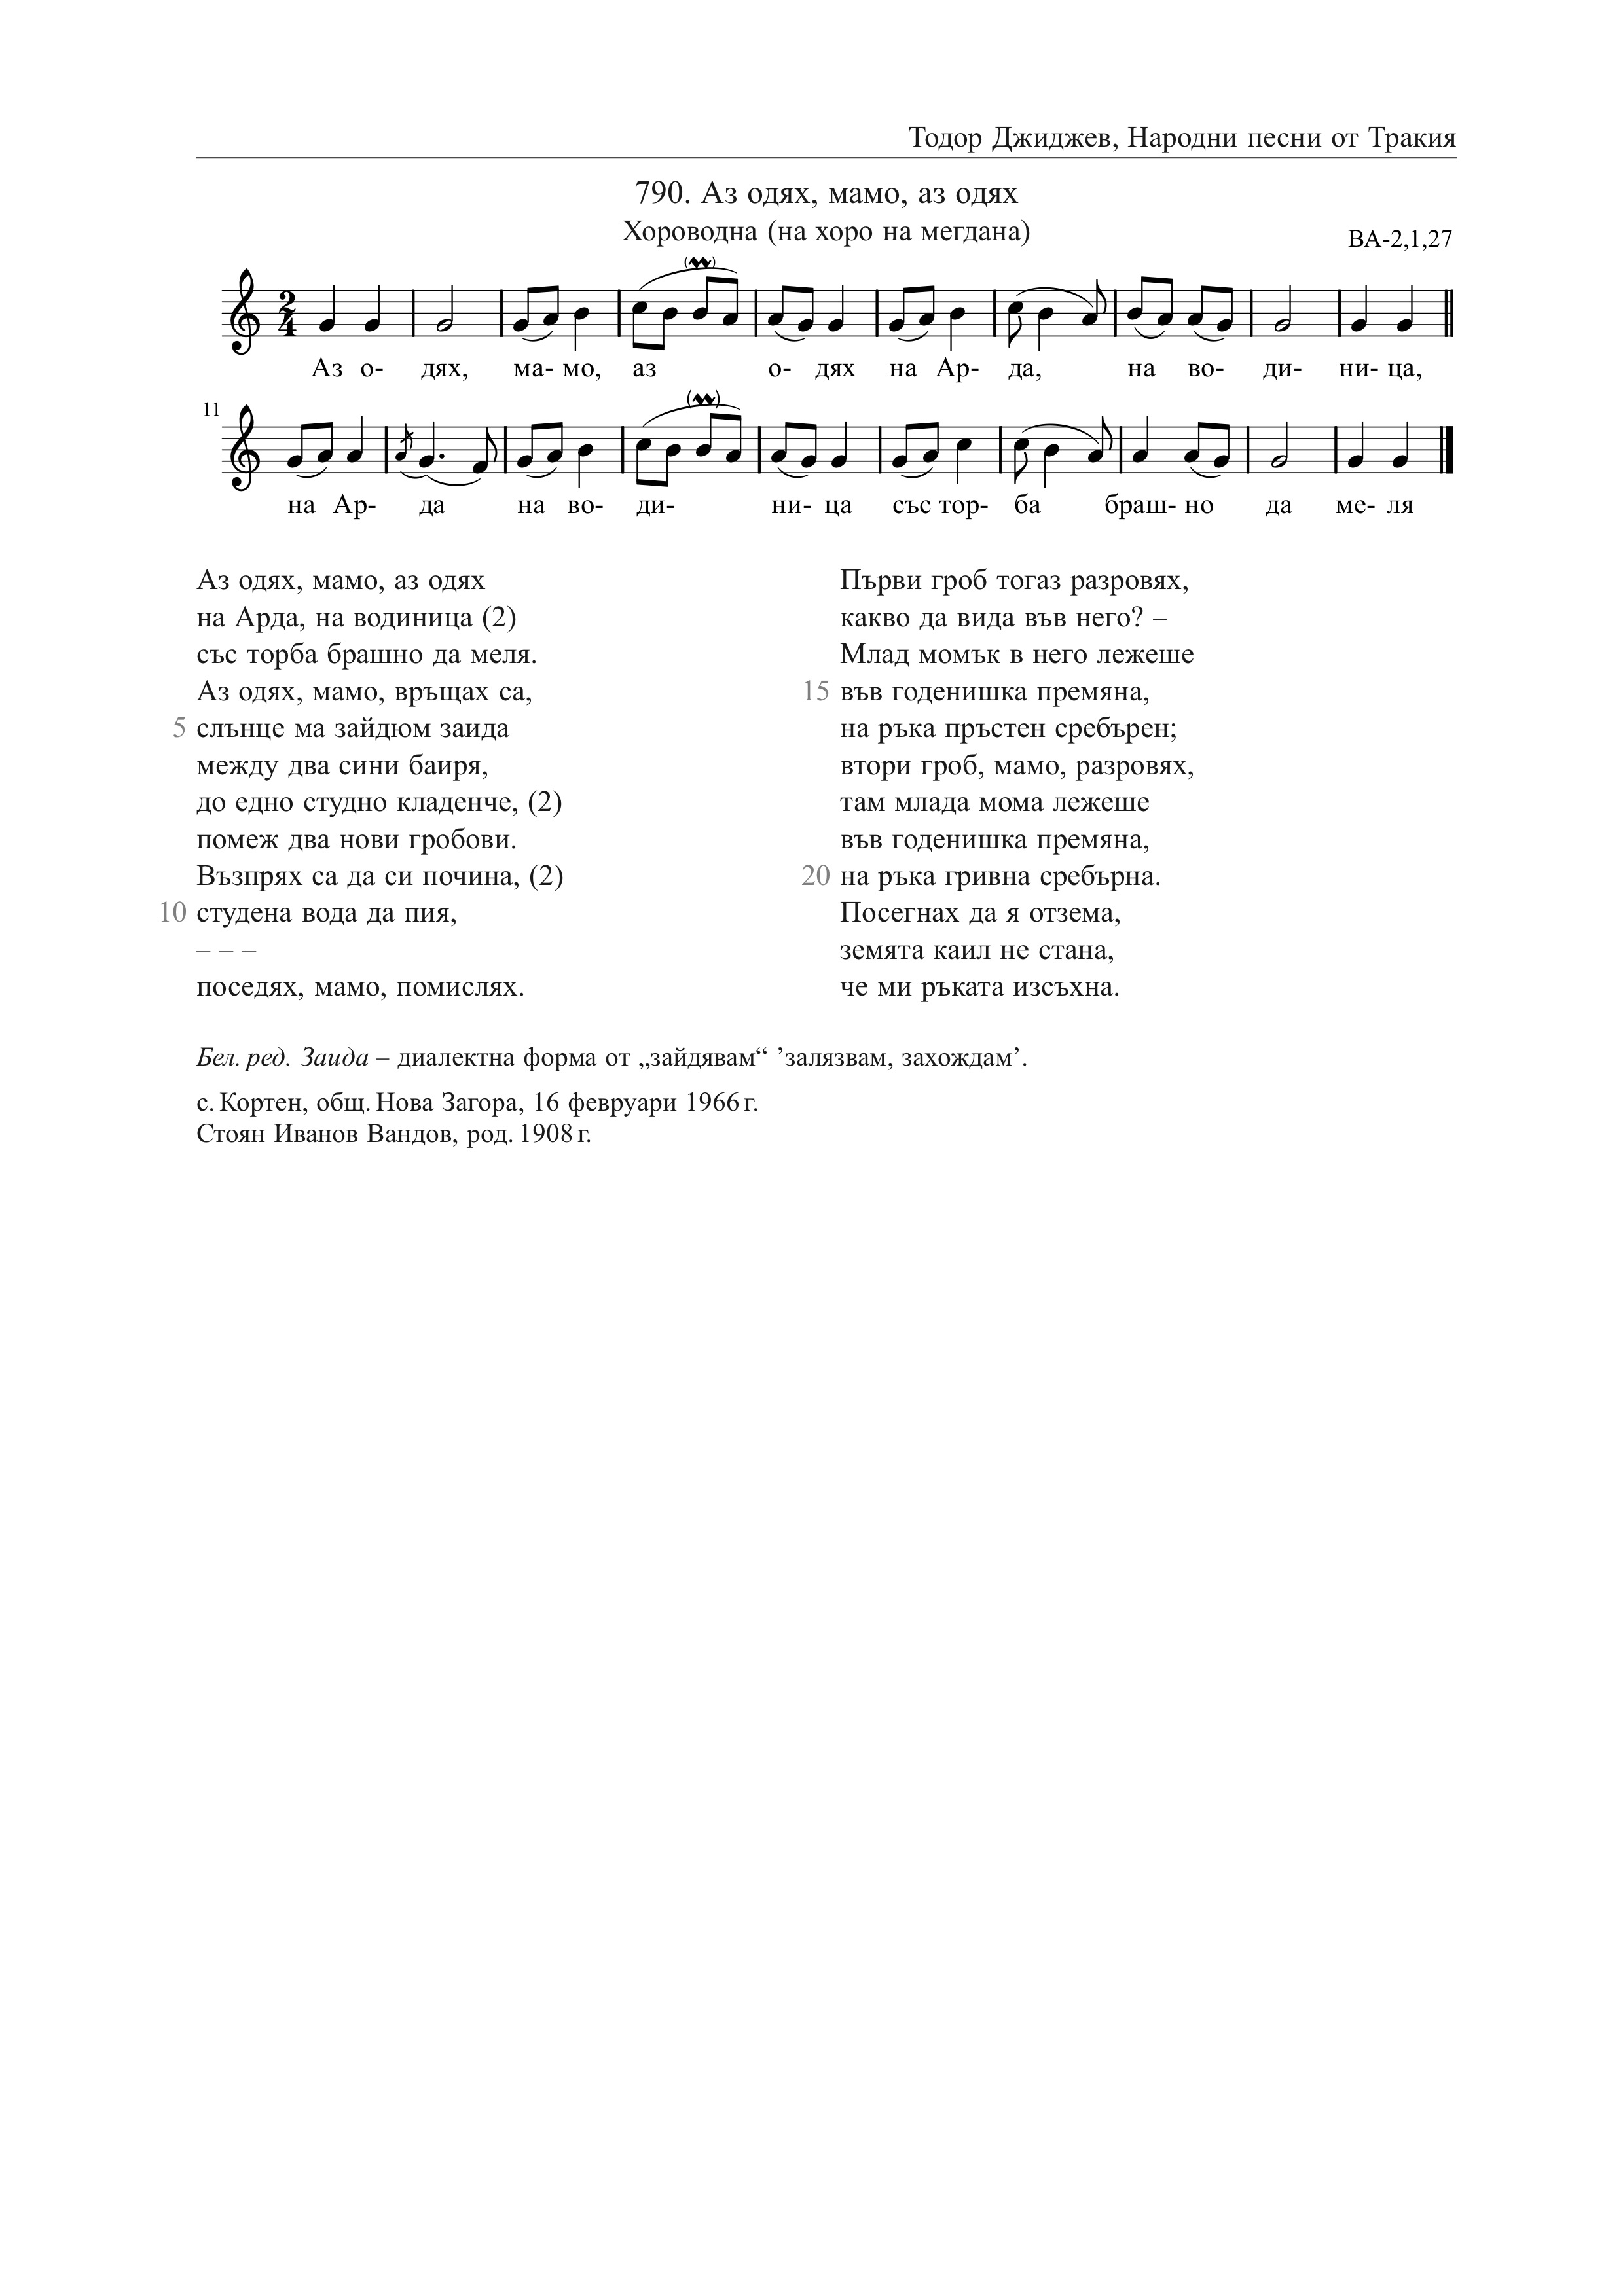 Тодор Джиджев, Народни песни от Тракия
790. Аз одях, мамо, аз одях
Хороводна (на хоро на мегдана)
ВА-2,1,27
2
4
Аз о- дях, ма- мо, аз о- дях на Ар- да, на во- ди- ни- ца,
11
на Ар- да на во- ди- ни- ца със тор- ба браш- но да ме- ля
Аз одях, мамо, аз одях
на Арда, на водиница (2)
със торба брашно да меля.
Аз одях, мамо, връщах са,
5 слънце ма зайдюм заида
между два сини баиря,
до едно студно кладенче, (2)
помеж два нови гробови.
Възпрях са да си почина, (2)
10 студена вода да пия,
– – –
поседях, мамо, помислях.
Първи гроб тогаз разровях,
какво да вида във него? –
Млад момък в него лежеше
15 във годенишка премяна,
на ръка пръстен сребърен;
втори гроб, мамо, разровях,
там млада мома лежеше
във годенишка премяна,
20 на ръка гривна сребърна.
Посегнах да я отзема,
земята каил не стана,
че ми ръката изсъхна.
Бел. ред. Заида – диалектна форма от „зайдявам“ ’залязвам, захождам’.
с. Кортен, общ. Нова Загора, 16 февруари 1966 г.
Стоян Иванов Вандов, род. 1908 г.